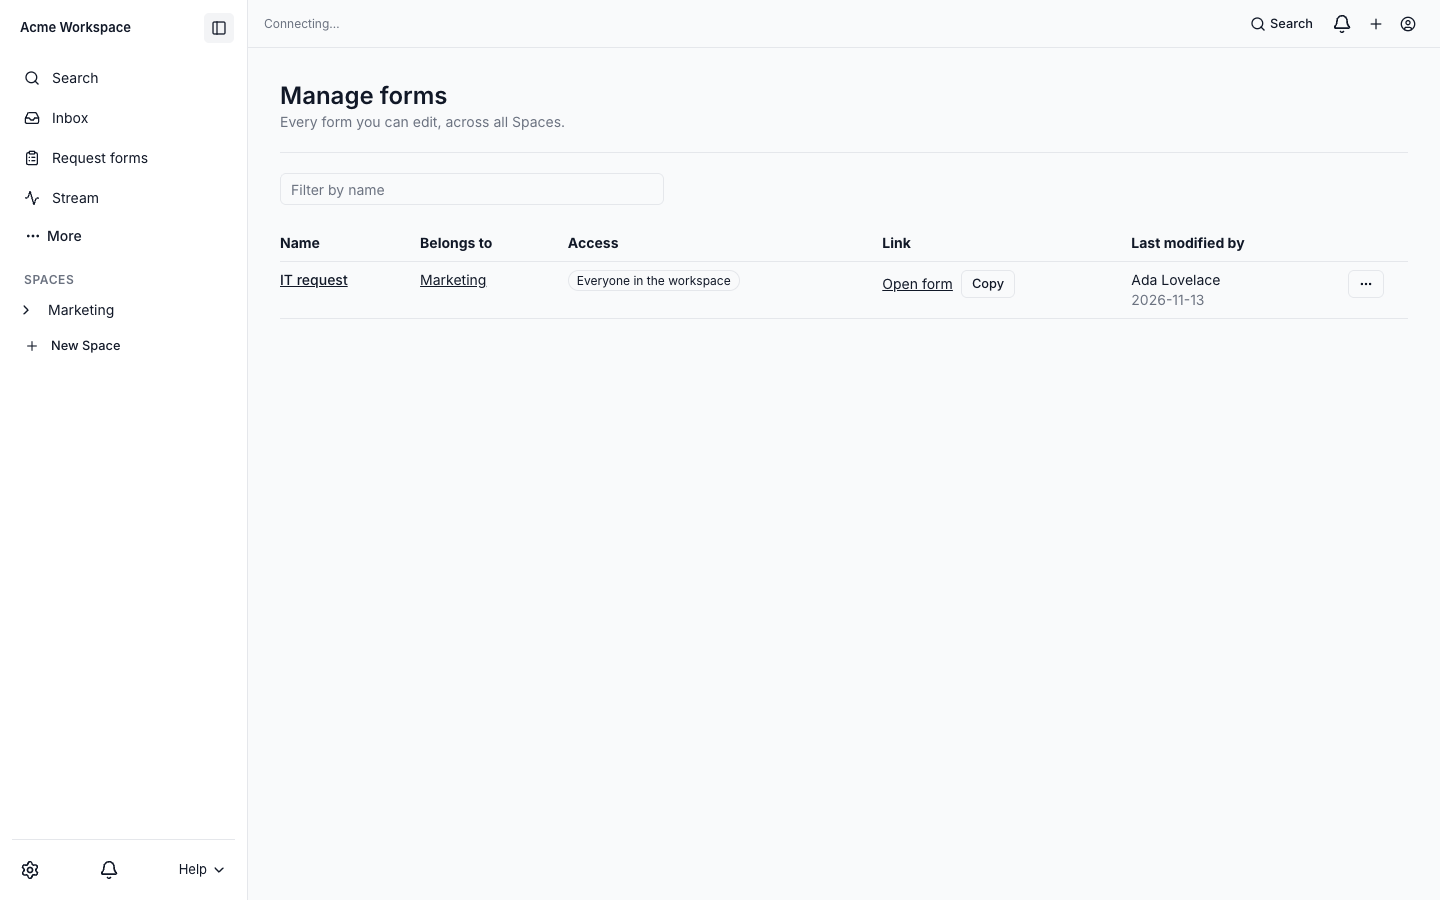 Acme Workspace
Connecting...
Search
Search
Inbox
Request forms
Stream
More
SPACES
Marketing
New Space
Help
Manage forms
Every form you can edit, across all Spaces.
Filter by name
Name Belongs to Access Link Last modified by
IT request Marketing Everyone in the workspace Open form Copy Ada Lovelace
2026-11-13